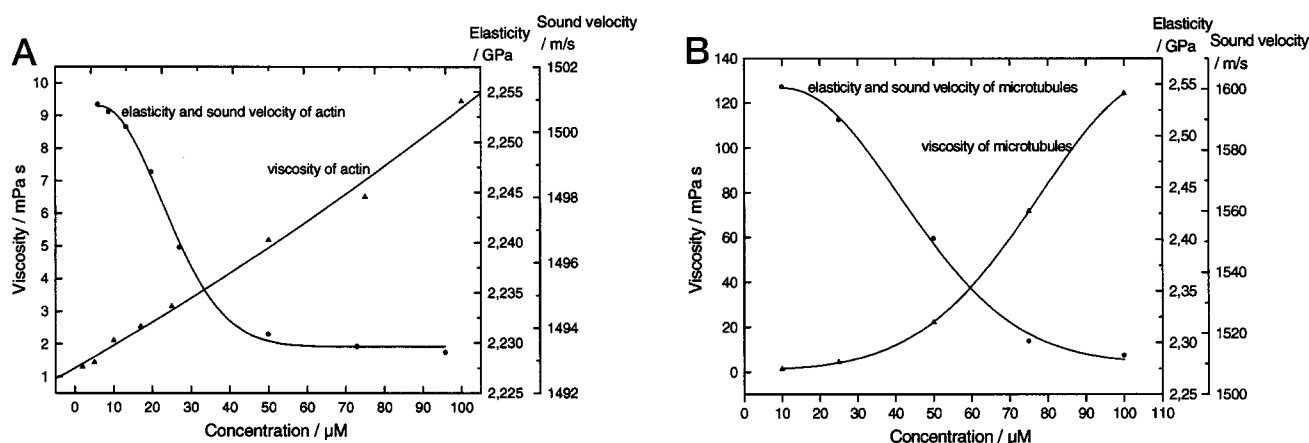 A
Elasticity
/ GPa
Sound velocity
/ m/s
10
9
8
7
6
5
4
3
2
1
Viscosity / mPa s
elasticity and sound velocity of actin
viscosity of actin
2,254
2,250
2,245
2,240
2,235
2,230
2,225
1502
1500
1498
1496
1494
1492
0 10 20 30 40 50 60 70 80 90 100
Concentration / µM
B
Elasticity
/ GPa
Sound velocity
/ m/s
140
120
100
80
60
40
20
0
Viscosity / mPa s
elasticity and sound velocity of microtubules
viscosity of microtubules
2,55
2,50
2,45
2,40
2,35
2,30
2,25
1600
1580
1560
1540
1520
1500
0 10 20 30 40 50 60 70 80 90 100 110
Concentration / µM